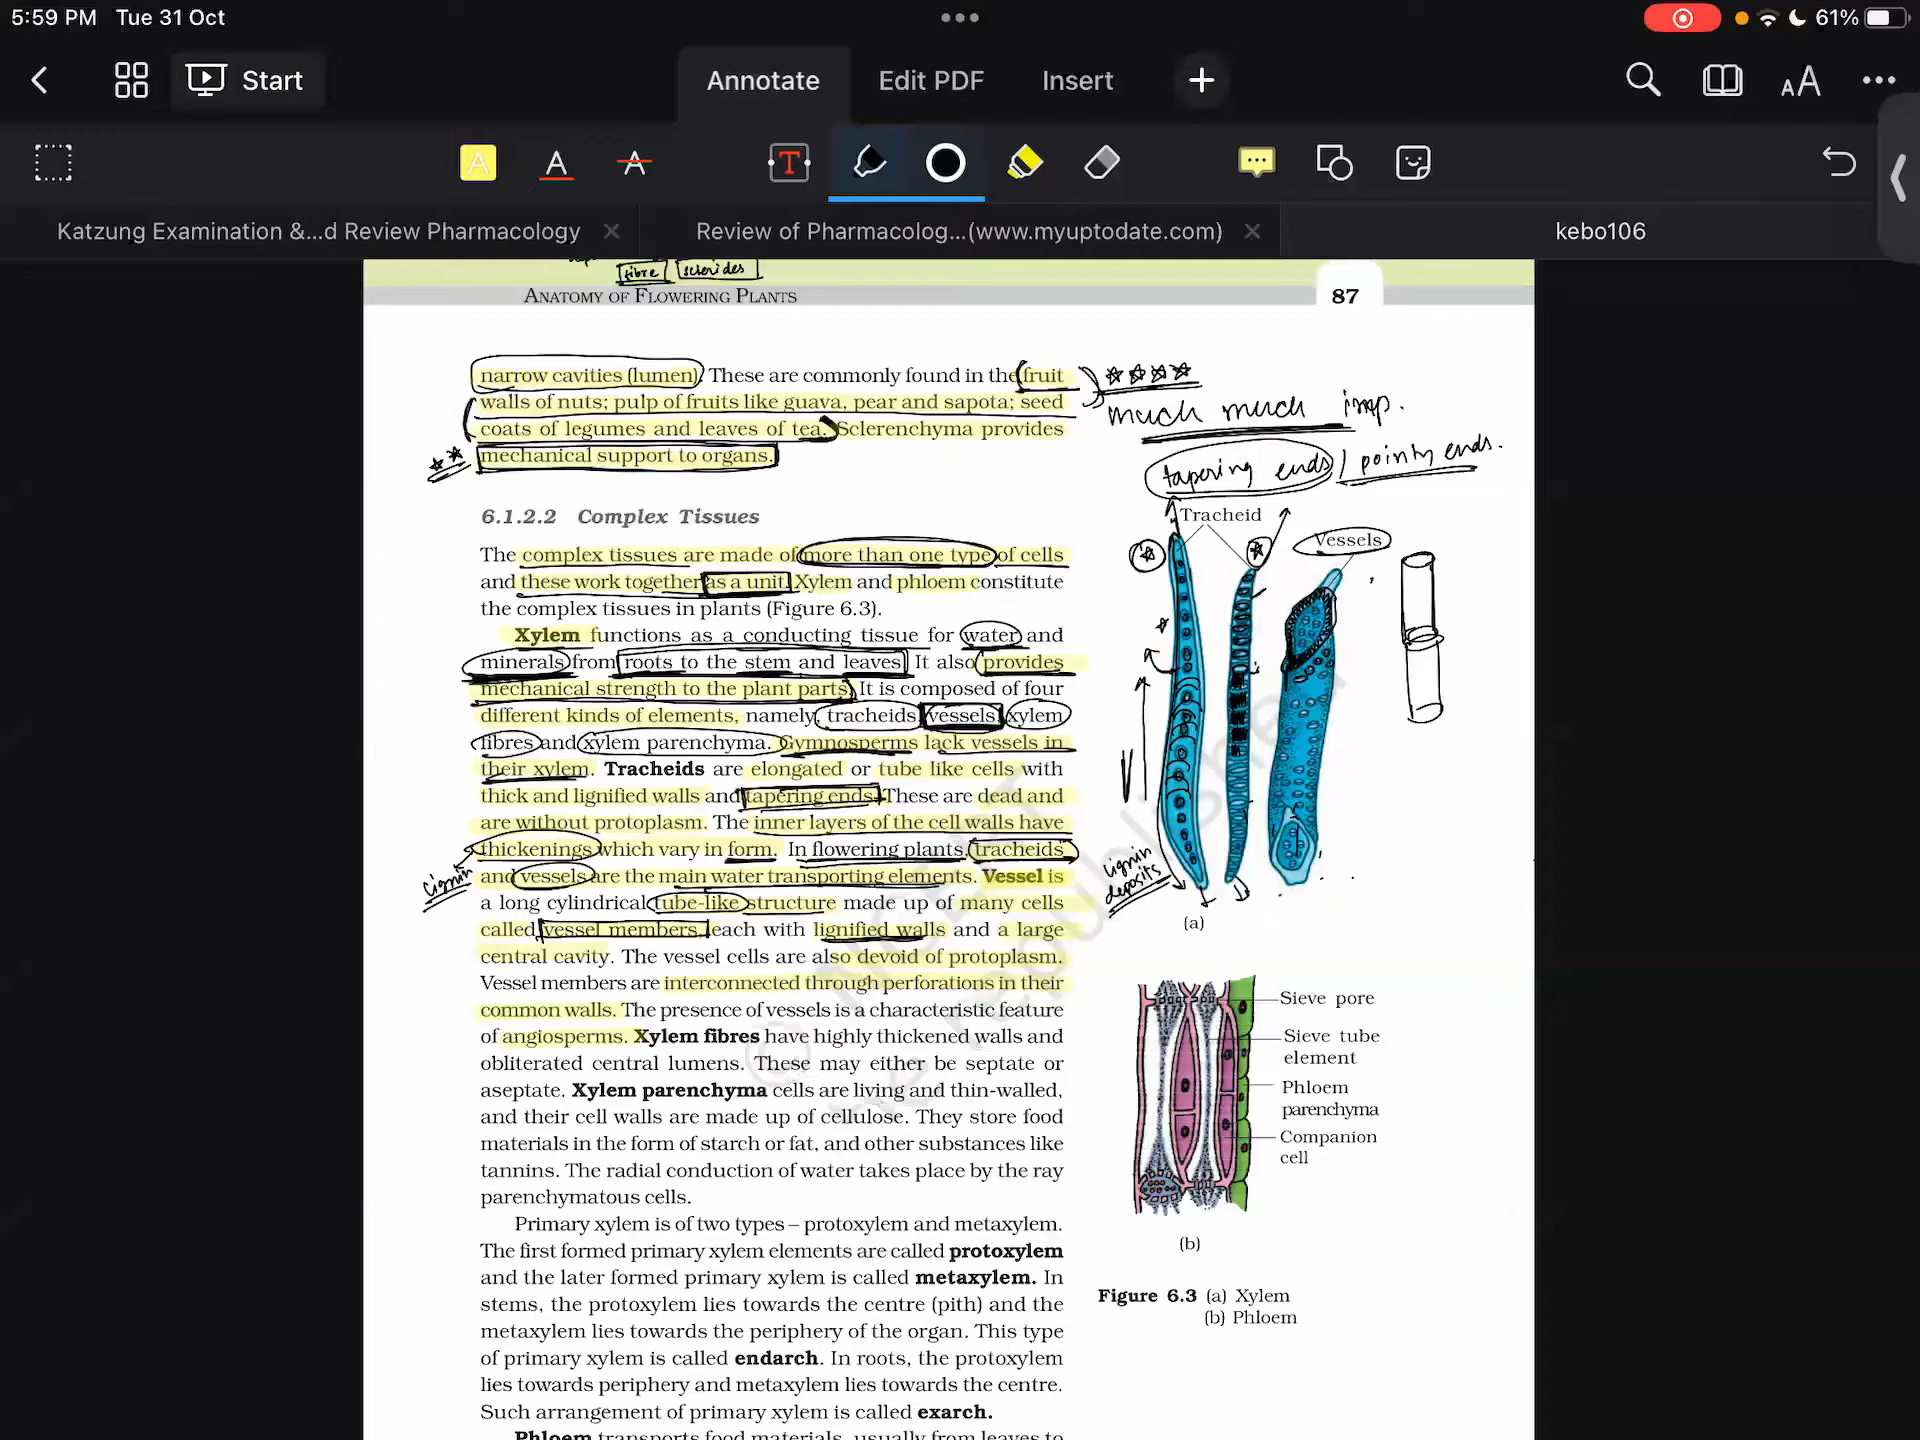 5:59 PM Tue 31 Oct
61%
Start
Annotate
Edit PDF
Insert
Katzung Examination &...d Review Pharmacology
Review of Pharmacolog...(www.myuptodate.com)
kebo106
fibre
ANATOMY OF FLOWERING PLANTS
87
narrow cavities (lumen). These are commonly found in the fruit
walls of nuts; pulp of fruits like guava, pear and sapota; seed
coats of legumes and leaves of tea. Sclerenchyma provides
mechanical support to organs.
much much imp.
tapering ends / pointy ends.
6.1.2.2 Complex Tissues
The complex tissues are made of more than one type of cells
and these work together as a unit. Xylem and phloem constitute
the complex tissues in plants (Figure 6.3).
Xylem functions as a conducting tissue for water and
minerals from roots to the stem and leaves. It also provides
mechanical strength to the plant parts. It is composed of four
different kinds of elements, namely, tracheids, vessels, xylem
fibres and xylem parenchyma. Gymnosperms lack vessels in
their xylem. Tracheids are elongated or tube like cells with
thick and lignified walls and tapering ends. These are dead and
are without protoplasm. The inner layers of the cell walls have
thickenings which vary in form. In flowering plants, tracheids
and vessels are the main water transporting elements. Vessel is
a long cylindrical tube-like structure made up of many cells
called vessel members, each with lignified walls and a large
central cavity. The vessel cells are also devoid of protoplasm.
Vessel members are interconnected through perforations in their
common walls. The presence of vessels is a characteristic feature
of angiosperms. Xylem fibres have highly thickened walls and
obliterated central lumens. These may either be septate or
aseptate. Xylem parenchyma cells are living and thin-walled,
and their cell walls are made up of cellulose. They store food
materials in the form of starch or fat, and other substances like
tannins. The radial conduction of water takes place by the ray
parenchymatous cells.
Primary xylem is of two types – protoxylem and metaxylem.
The first formed primary xylem elements are called protoxylem
and the later formed primary xylem is called metaxylem. In
stems, the protoxylem lies towards the centre (pith) and the
metaxylem lies towards the periphery of the organ. This type
of primary xylem is called endarch. In roots, the protoxylem
lies towards periphery and metaxylem lies towards the centre.
Such arrangement of primary xylem is called exarch.
Phloem transports food materials, usually from leaves to
lignin
Tracheid
Vessels
lignin
deposits
(a)
Sieve pore
Sieve tube
element
Phloem
parenchyma
Companion
cell
(b)
Figure 6.3 (a) Xylem
(b) Phloem